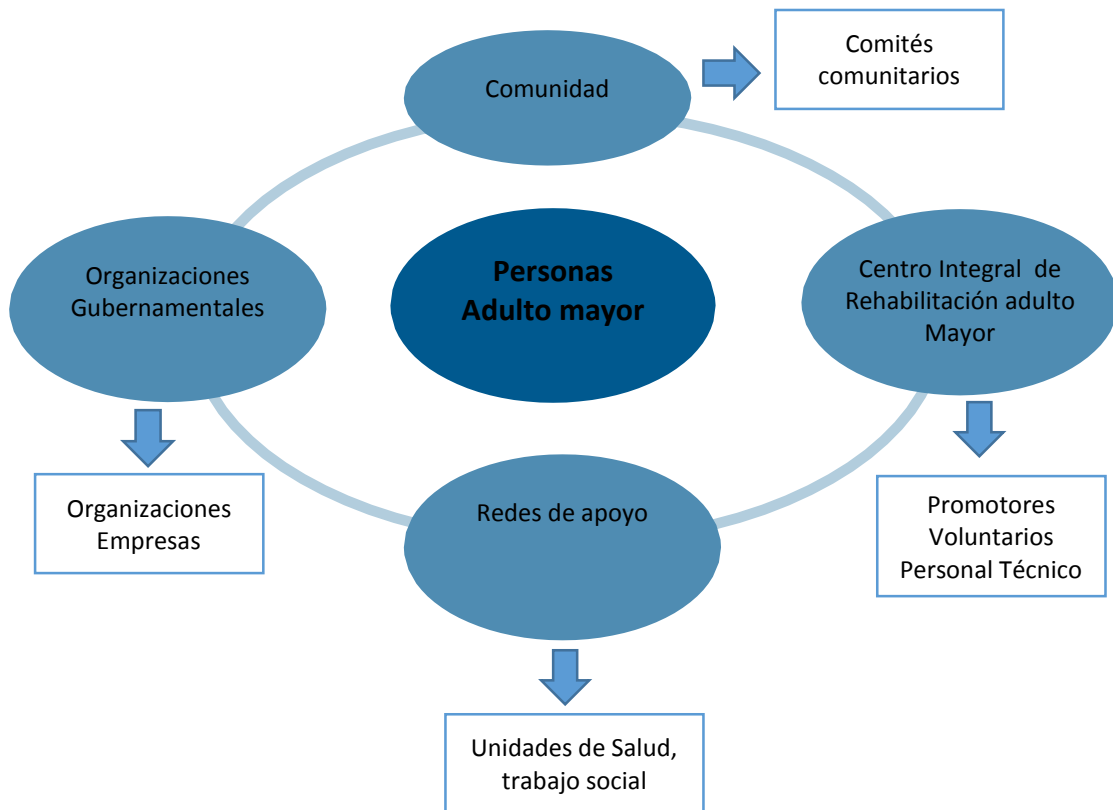 Comunidad
Comités
comunitarios
Organizaciones
Gubernamentales
Personas
Adulto mayor
Centro Integral de
Rehabilitación adulto
Mayor
Organizaciones
Empresas
Redes de apoyo
Promotores
Voluntarios
Personal Técnico
Unidades de Salud,
trabajo social